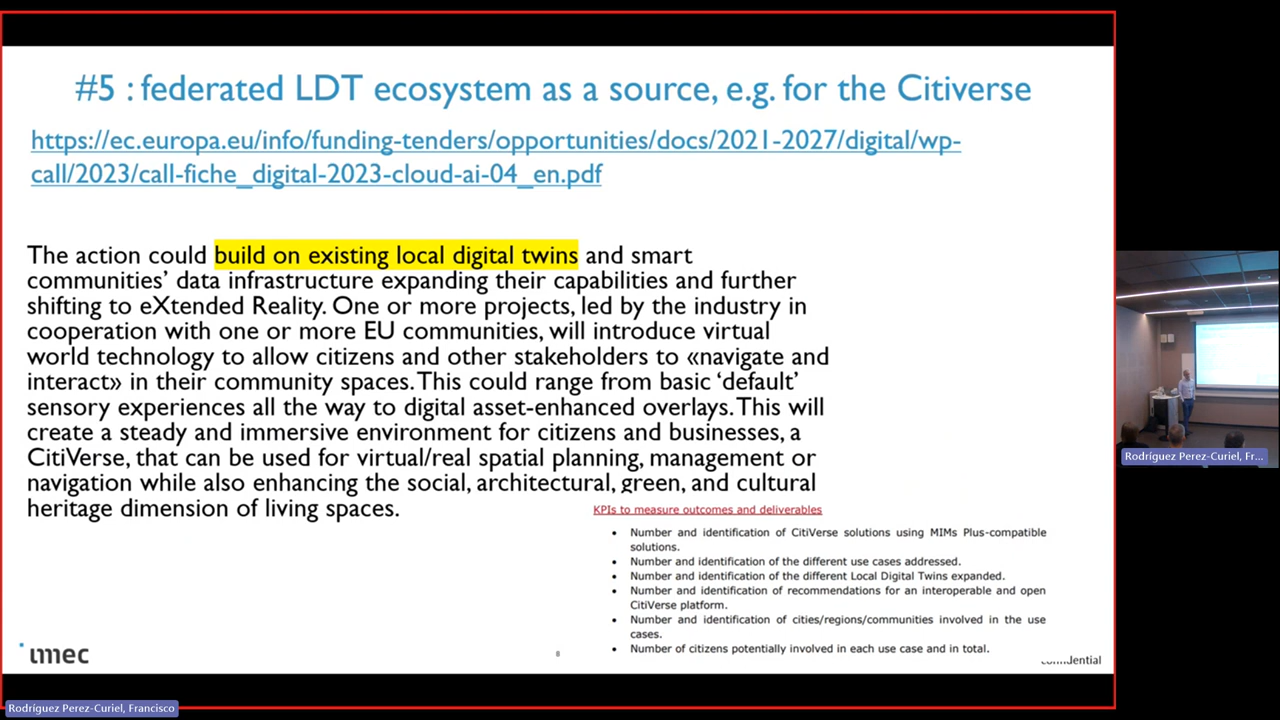 #5 : federated LDT ecosystem as a source, e.g. for the Citiverse
https://ec.europa.eu/info/funding-tenders/opportunities/docs/2021-2027/digital/wp-
call/2023/call-fiche_digital-2023-cloud-ai-04_en.pdf
The action could build on existing local digital twins and smart
communities’ data infrastructure expanding their capabilities and further
shifting to eXtended Reality. One or more projects, led by the industry in
cooperation with one or more EU communities, will introduce virtual
world technology to allow citizens and other stakeholders to «navigate and
interact» in their community spaces. This could range from basic ‘default’
sensory experiences all the way to digital asset-enhanced overlays. This will
create a steady and immersive environment for citizens and businesses, a
CitiVerse, that can be used for virtual/real spatial planning, management or
navigation while also enhancing the social, architectural, green, and cultural
heritage dimension of living spaces.
KPIs to measure outcomes and deliverables
• Number and identification of CitiVerse solutions using MIMs Plus-compatible
solutions.
• Number and identification of the different use cases addressed.
• Number and identification of the different Local Digital Twins expanded.
• Number and identification of recommendations for an interoperable and open
CitiVerse platform.
• Number and identification of cities/regions/communities involved in the use
cases.
• Number of citizens potentially involved in each use case and in total.
imec
8
confidential
Rodríguez Perez-Curiel, Fr...
Rodríguez Perez-Curiel, Francisco